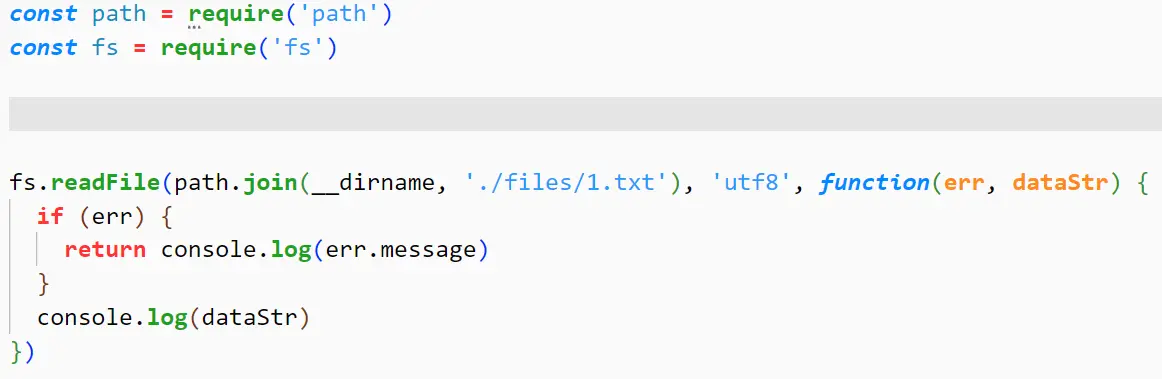 const path = require('path')
const fs = require('fs')
fs.readFile(path.join(__dirname, './files/1.txt'), 'utf8', function(err, dataStr) {
  if (err) {
    return console.log(err.message)
  }
  console.log(dataStr)
})